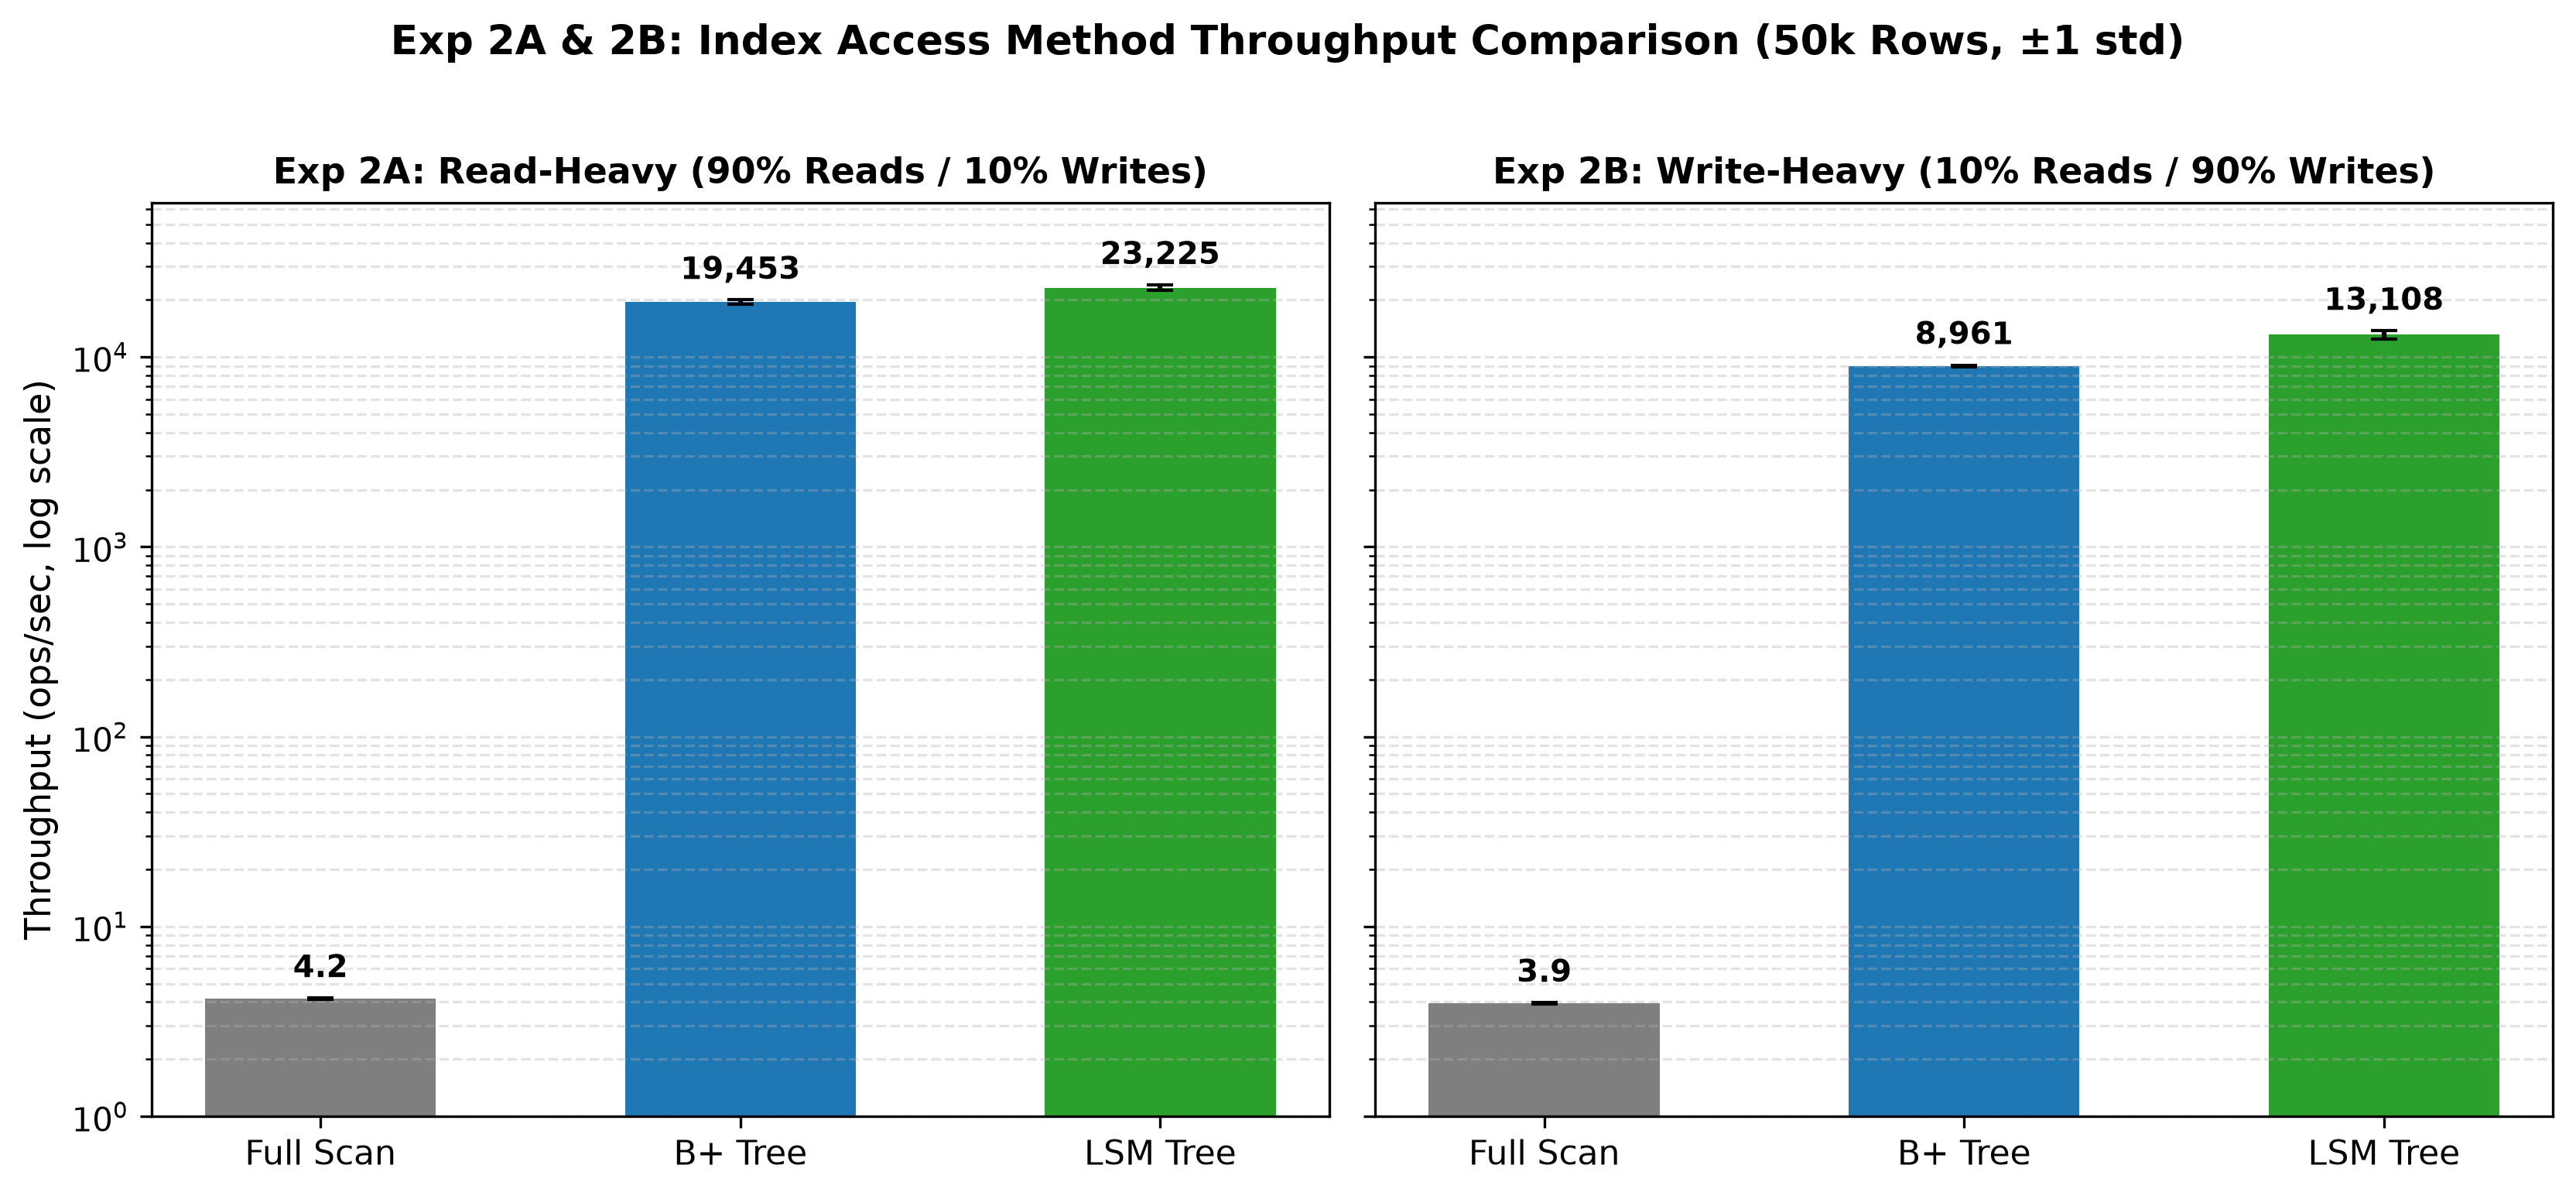 Exp 2A & 2B: Index Access Method Throughput Comparison (50k Rows, ±1 std)
Exp 2A: Read-Heavy (90% Reads / 10% Writes)
Throughput (ops/sec, log scale)
10⁴
10³
10²
10¹
10⁰
4.2
19,453
23,225
Full Scan
B+ Tree
LSM Tree
Exp 2B: Write-Heavy (10% Reads / 90% Writes)
3.9
8,961
13,108
Full Scan
B+ Tree
LSM Tree